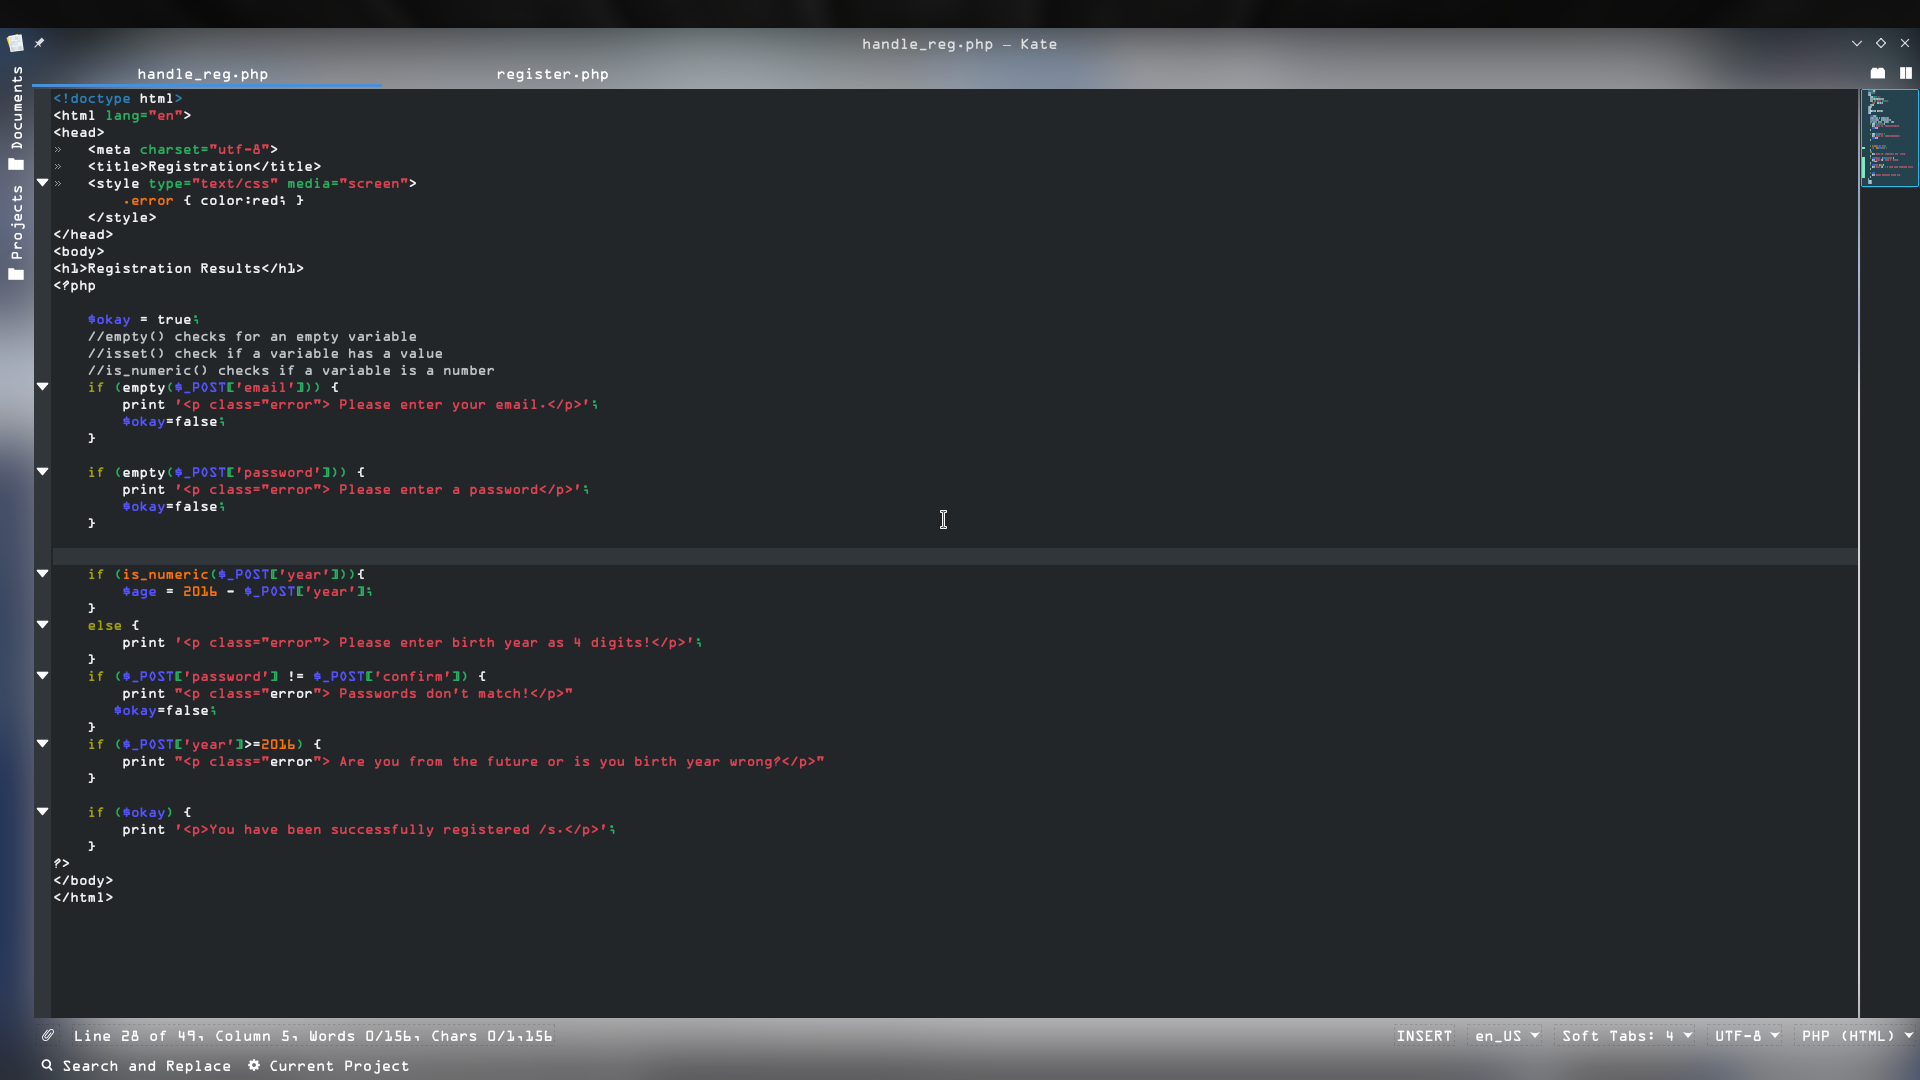 handle_reg.php — Kate
handle_reg.php register.php
Documents
Projects
<!doctype html>
<html lang="en">
<head>
»   <meta charset="utf-8">
»   <title>Registration</title>
»   <style type="text/css" media="screen">
        .error { color:red; }
    </style>
</head>
<body>
<h1>Registration Results</h1>
<?php
    $okay = true;
    //empty() checks for an empty variable
    //isset() check if a variable has a value
    //is_numeric() checks if a variable is a number
    if (empty($_POST['email'])) {
        print '<p class="error"> Please enter your email.</p>';
        $okay=false;
    }
    if (empty($_POST['password'])) {
        print '<p class="error"> Please enter a password</p>';
        $okay=false;
    }
    if (is_numeric($_POST['year'])){
        $age = 2016 - $_POST['year'];
    }
    else {
        print '<p class="error"> Please enter birth year as 4 digits!</p>';
    }
    if ($_POST['password'] != $_POST['confirm']) {
        print "<p class="error"> Passwords don't match!</p>"
       $okay=false;
    }
    if ($_POST['year']>=2016) {
        print "<p class="error"> Are you from the future or is you birth year wrong?</p>"
    }
    if ($okay) {
        print '<p>You have been successfully registered /s.</p>';
    }
?>
</body>
</html>
Line 28 of 49, Column 5, Words 0/156, Chars 0/1,156 INSERT en_US Soft Tabs: 4 UTF-8 PHP (HTML)
Search and Replace Current Project